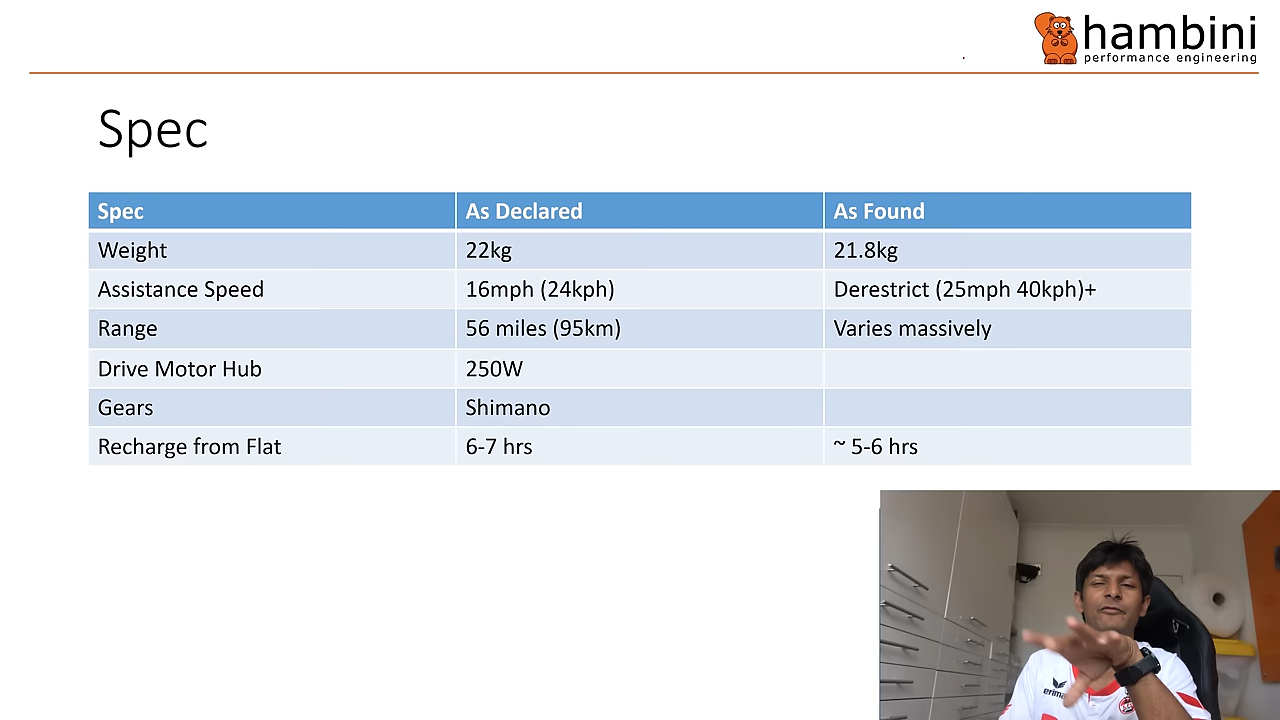 hambini
performance engineering
Spec
Spec As Declared As Found
Weight 22kg 21.8kg
Assistance Speed 16mph (24kph) Derestrict (25mph 40kph)+
Range 56 miles (95km) Varies massively
Drive Motor Hub 250W
Gears Shimano
Recharge from Flat 6-7 hrs ~ 5-6 hrs
erima